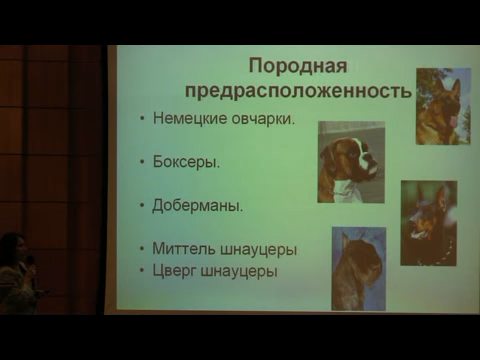 Породная
предрасположенность
• Немецкие овчарки.
• Боксеры.
• Доберманы.
• Миттель шнауцеры
• Цверг шнауцеры